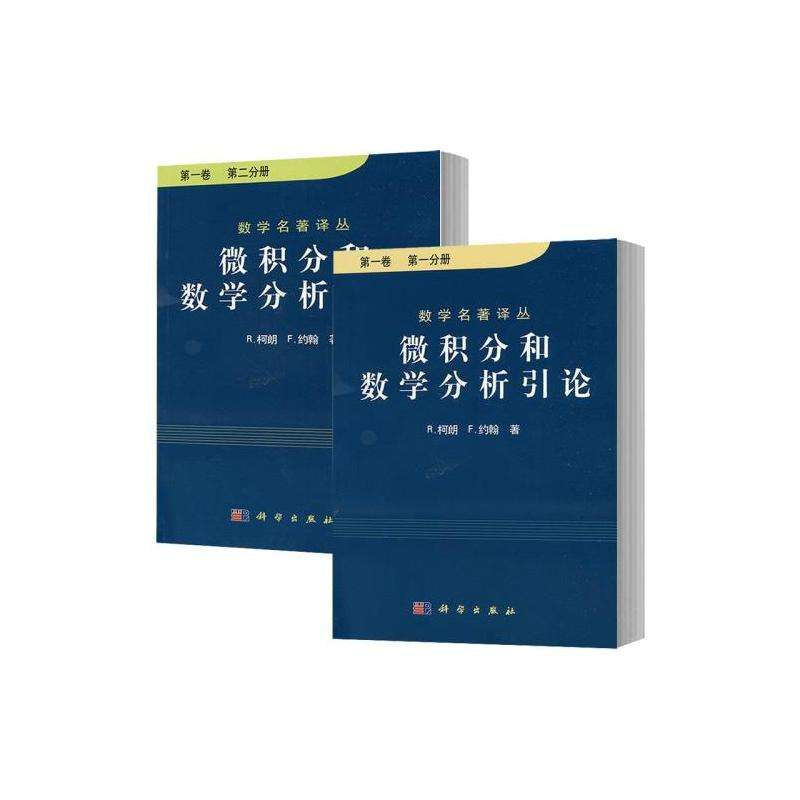 第一卷 第二分册
数学名著译丛
微积分和
数学分析
R.柯朗 F.约翰
科学出版社
第一卷 第一分册
数学名著译丛
微积分和
数学分析引论
R.柯朗 F.约翰 著
科学出版社